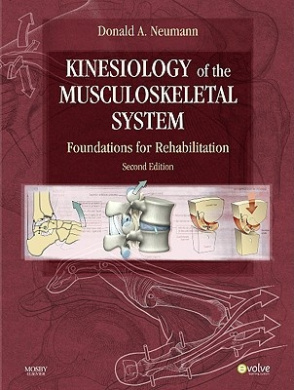 Donald A. Neumann
KINESIOLOGY of the
MUSCULOSKELETAL
SYSTEM
Foundations for Rehabilitation
Second Edition
MOSBY
ELSEVIER
evolve